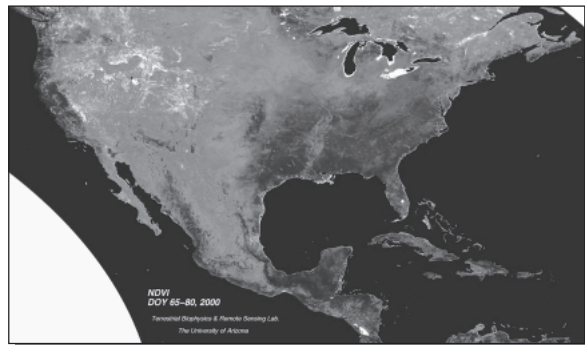 NDVI
DOY 65–80, 2000
Terrestrial Biophysics & Remote Sensing Lab.
The University of Arizona